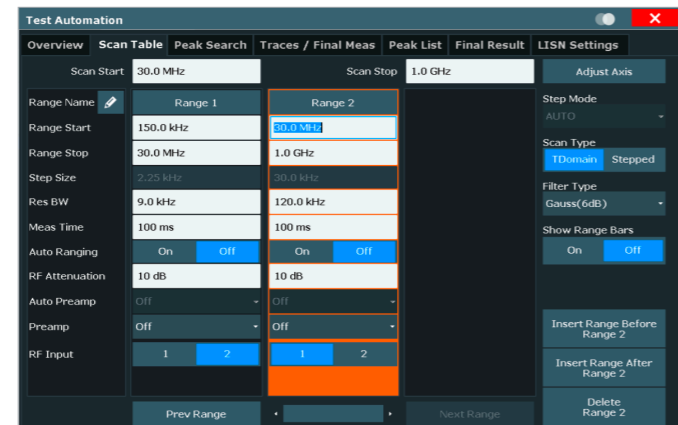 Test Automation
Overview Scan Table Peak Search Traces / Final Meas Peak List Final Result LISN Settings
Scan Start 30.0 MHz Scan Stop 1.0 GHz Adjust Axis
Range Name Range 1 Range 2 Step Mode
AUTO
Range Start 150.0 kHz 30.0 MHz
Scan Type
Range Stop 30.0 MHz 1.0 GHz TDomain Stepped
Step Size 2.25 kHz 30.0 kHz
Filter Type
Res BW 9.0 kHz 120.0 kHz Gauss(6dB)
Meas Time 100 ms 100 ms Show Range Bars
Auto Ranging On Off On Off On Off
RF Attenuation 10 dB 10 dB
Auto Preamp Off Off
Preamp Off Off Insert Range Before
Range 2
RF Input 1 2 1 2
Insert Range After
Range 2
Delete
Range 2
Prev Range Next Range